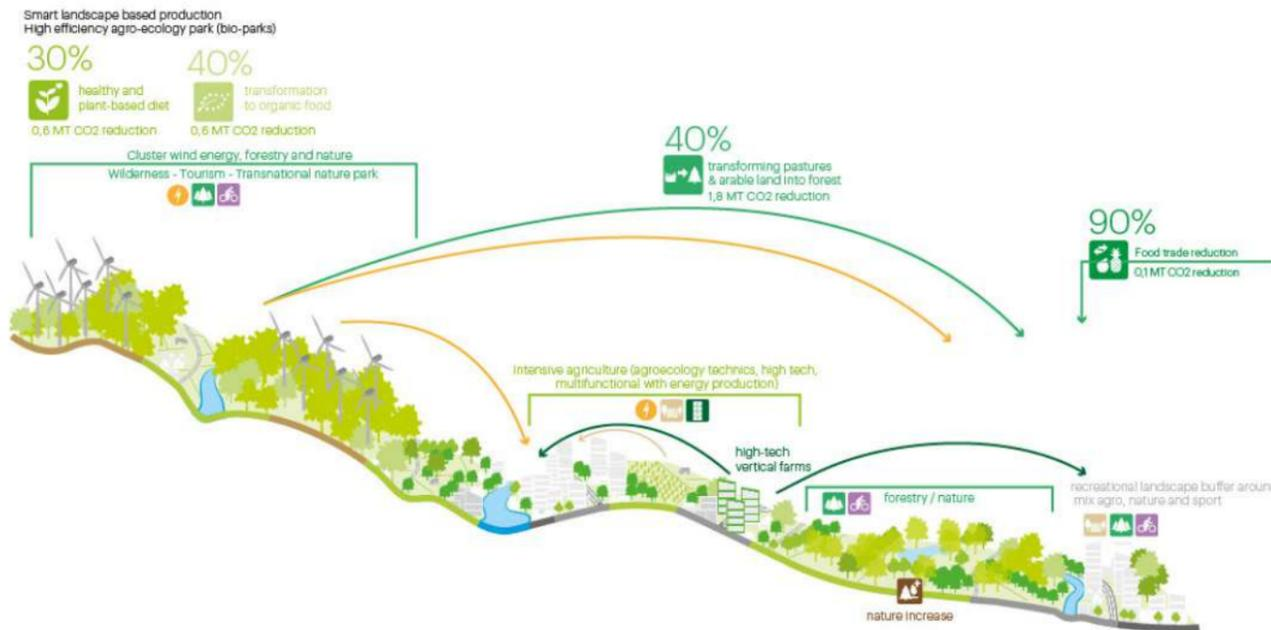 Smart landscape based production
High efficiency agro-ecology park (bio-parks)
30%
healthy and
plant-based diet
0,6 MT CO2 reduction
40%
transformation
to organic food
0,6 MT CO2 reduction
Cluster wind energy, forestry and nature
Wilderness - Tourism - Transnational nature park
40%
transforming pastures
& arable land into forest
1,8 MT CO2 reduction
90%
Food trade reduction
0,1 MT CO2 reduction
Intensive agriculture (agroecology technics, high tech,
multifunctional with energy production)
high-tech
vertical farms
forestry / nature
recreational landscape buffer aroun
mix agro, nature and sport
nature increase